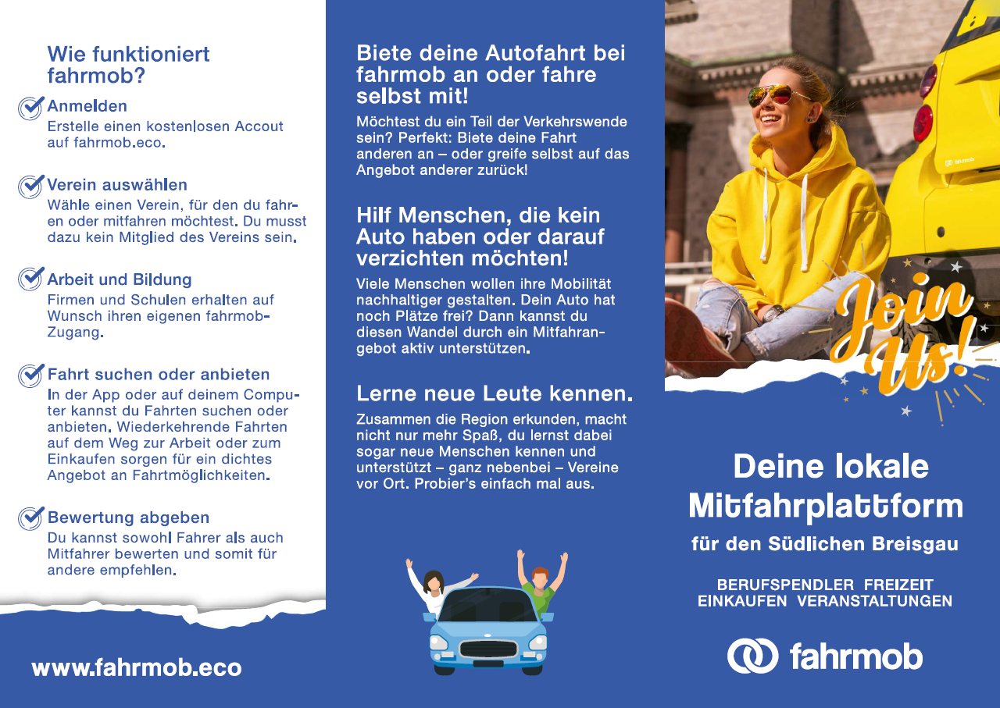 Wie funktioniert
fahrmob?
Anmelden
Erstelle einen kostenlosen Accout
auf fahrmob.eco.
Verein auswählen
Wähle einen Verein, für den du fahr-
en oder mitfahren möchtest. Du musst
dazu kein Mitglied des Vereins sein.
Arbeit und Bildung
Firmen und Schulen erhalten auf
Wunsch ihren eigenen fahrmob-
Zugang.
Fahrt suchen oder anbieten
In der App oder auf deinem Compu-
ter kannst du Fahrten suchen oder
anbieten. Wiederkehrende Fahrten
auf dem Weg zur Arbeit oder zum
Einkaufen sorgen für ein dichtes
Angebot an Fahrtmöglichkeiten.
Bewertung abgeben
Du kannst sowohl Fahrer als auch
Mitfahrer bewerten und somit für
andere empfehlen.
www.fahrmob.eco
Biete deine Autofahrt bei
fahrmob an oder fahre
selbst mit!
Möchtest du ein Teil der Verkehrswende
sein? Perfekt: Biete deine Fahrt
anderen an – oder greife selbst auf das
Angebot anderer zurück!
Hilf Menschen, die kein
Auto haben oder darauf
verzichten möchten!
Viele Menschen wollen ihre Mobilität
nachhaltiger gestalten. Dein Auto hat
noch Plätze frei? Dann kannst du
diesen Wandel durch ein Mitfahran-
gebot aktiv unterstützen.
Lerne neue Leute kennen.
Zusammen die Region erkunden, macht
nicht nur mehr Spaß, du lernst dabei
sogar neue Menschen kennen und
unterstützt – ganz nebenbei – Vereine
vor Ort. Probier's einfach mal aus.
fahrmob
Join
Us!
Deine lokale
Mitfahrplattform
für den Südlichen Breisgau
BERUFSPENDLER FREIZEIT
EINKAUFEN VERANSTALTUNGEN
fahrmob